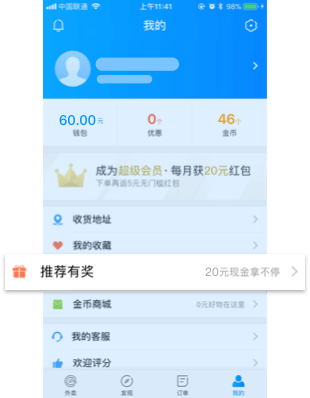 中国联通 上午11:41 98%
我的
60.00元 0个 46个
钱包 优惠 金币
成为超级会员·每月获20元红包
下单再返5元无门槛红包
收货地址
我的收藏
推荐有奖 20元现金拿不停
金币商城 0元好物在这里
我的客服
欢迎评分
外卖 发现 订单 我的